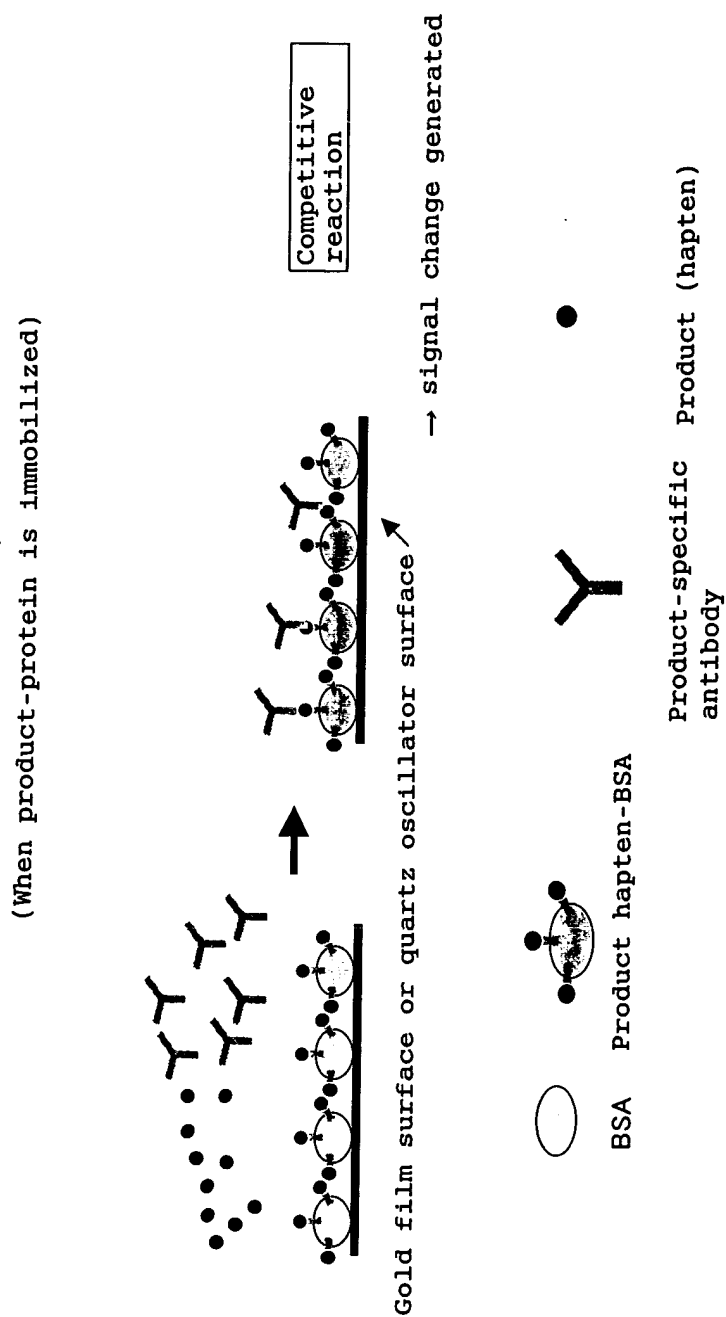 (When product-protein is immobilized)
Competitive
reaction
Gold film surface or quartz oscillator surface
→ signal change generated
BSA
Product hapten-BSA
Product-specific
antibody
Product (hapten)